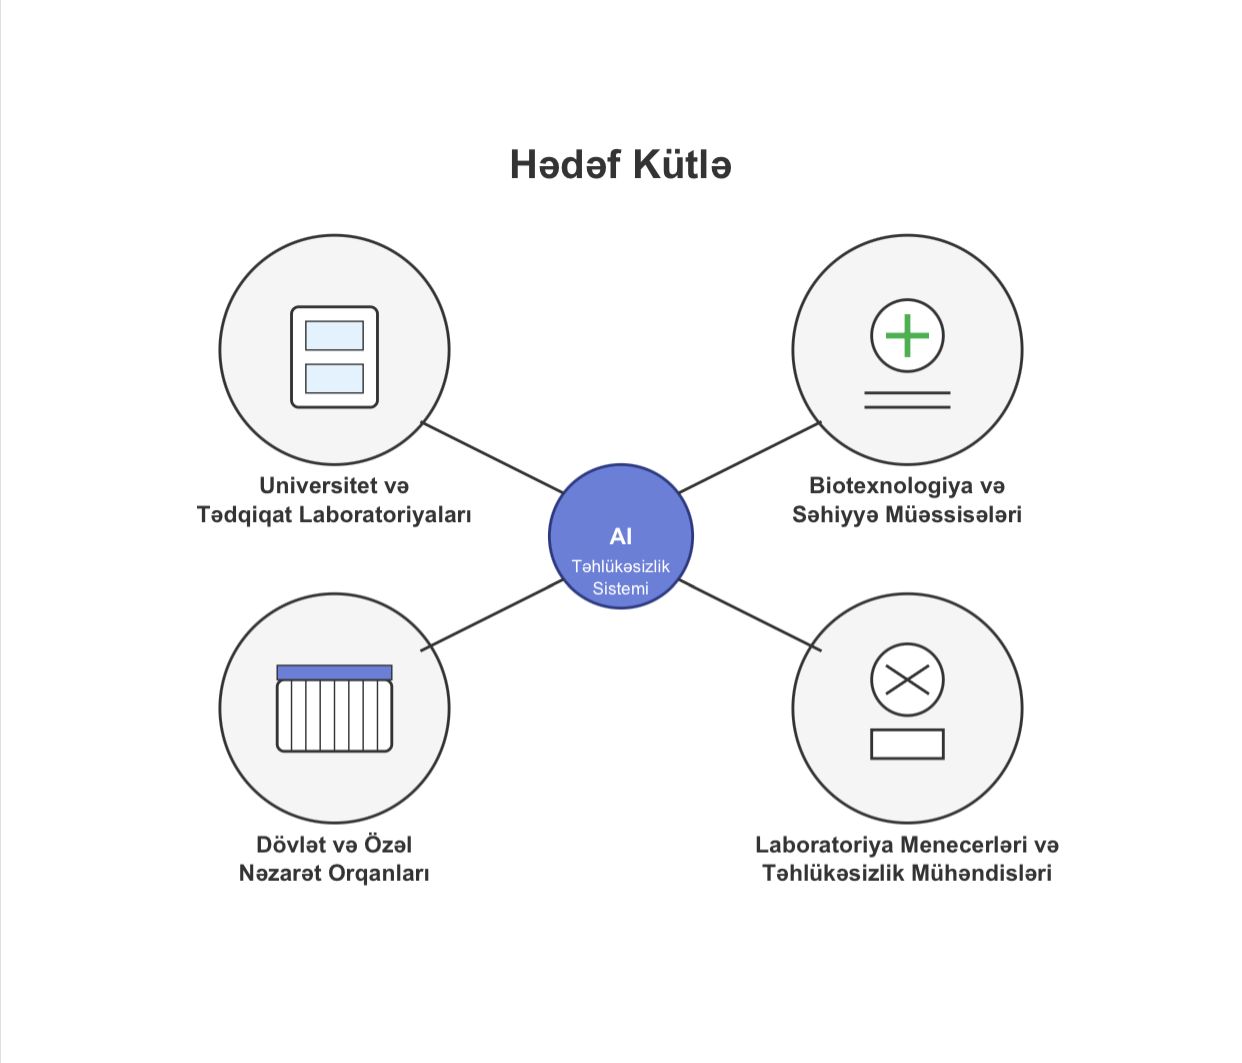 Hədəf Kütlə
Universitet və
Tədqiqat Laboratoriyaları
Biotexnologiya və
Səhiyyə Müəssisələri
AI
Təhlükəsizlik
Sistemi
Dövlət və Özəl
Nəzarət Orqanları
Laboratoriya Menecerləri və
Təhlükəsizlik Mühəndisləri